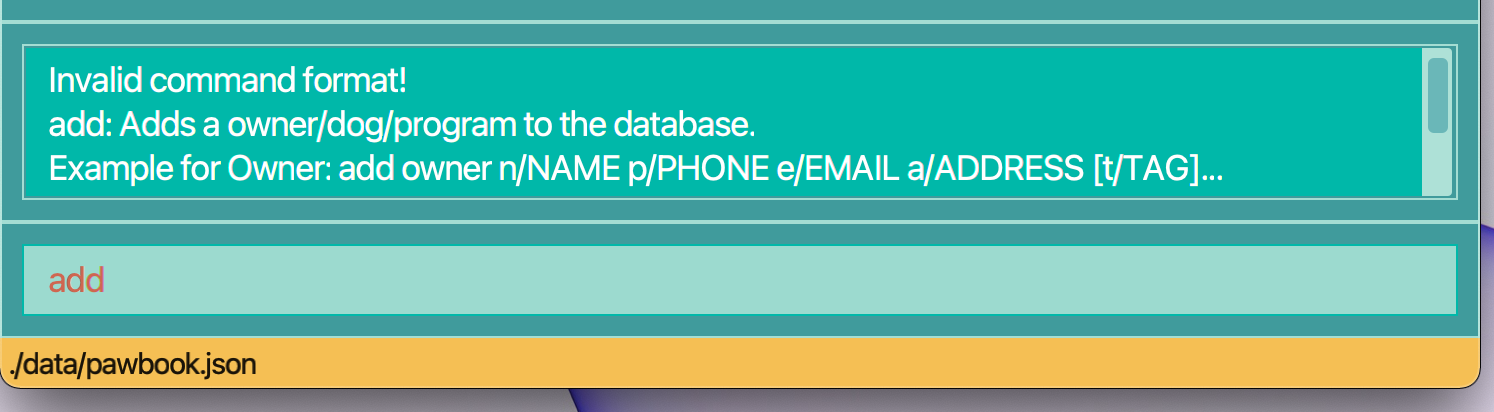 Invalid command format!
add: Adds a owner/dog/program to the database.
Example for Owner: add owner n/NAME p/PHONE e/EMAIL a/ADDRESS [t/TAG]...
add
./data/pawbook.json